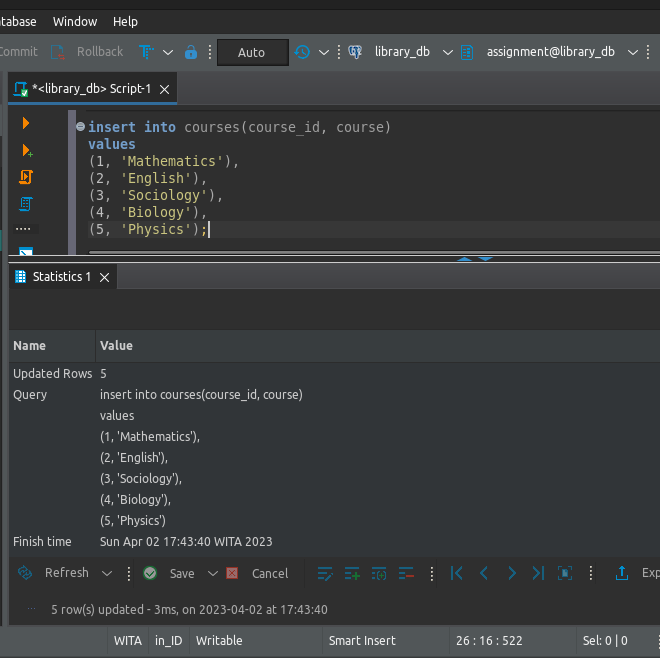 atabase Window Help
Commit Rollback Auto library_db assignment@library_db
*<library_db> Script-1
insert into courses(course_id, course)
values
(1, 'Mathematics'),
(2, 'English'),
(3, 'Sociology'),
(4, 'Biology'),
(5, 'Physics');
Statistics 1
Name Value
Updated Rows 5
Query insert into courses(course_id, course)
values
(1, 'Mathematics'),
(2, 'English'),
(3, 'Sociology'),
(4, 'Biology'),
(5, 'Physics')
Finish time Sun Apr 02 17:43:40 WITA 2023
Refresh Save Cancel Exp
5 row(s) updated - 3ms, on 2023-04-02 at 17:43:40
WITA in_ID Writable Smart Insert 26 : 16 : 522 Sel: 0 | 0